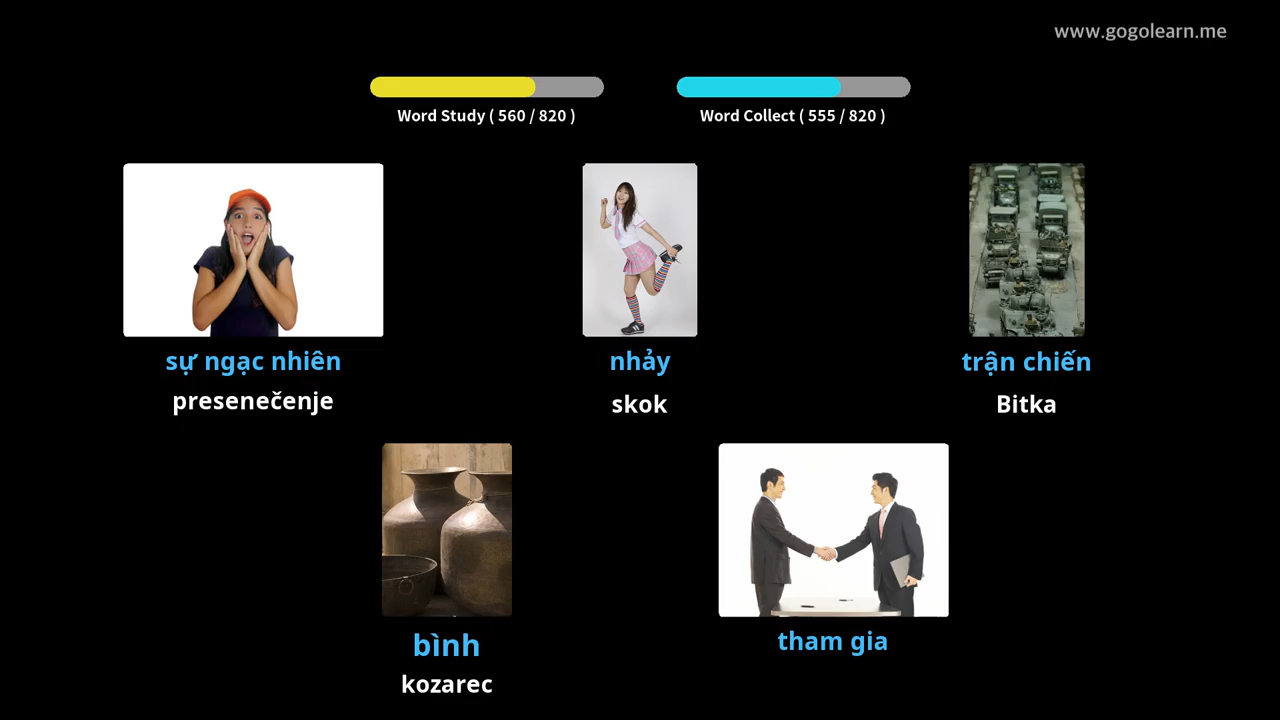 www.gogolearn.me
Word Study ( 560 / 820 )
Word Collect ( 555 / 820 )
sự ngạc nhiên
presenečenje
nhảy
skok
trận chiến
Bitka
bình
kozarec
tham gia